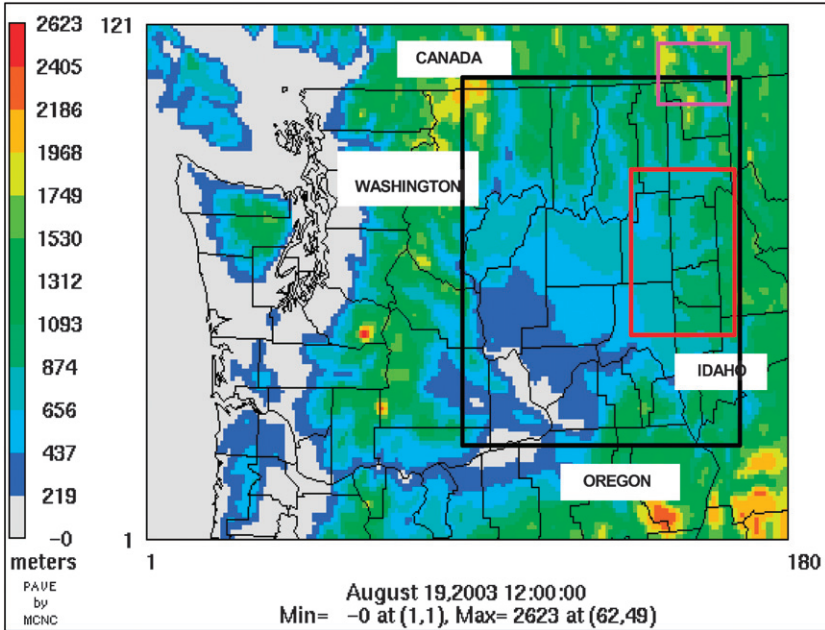 2623
2405
2186
1968
1749
1530
1312
1093
874
656
437
219
−0
meters
PAVE
by
MCNC
121
1
1
180
CANADA
WASHINGTON
IDAHO
OREGON
August 19,2003 12:00:00
Min= −0 at (1,1), Max= 2623 at (62,49)